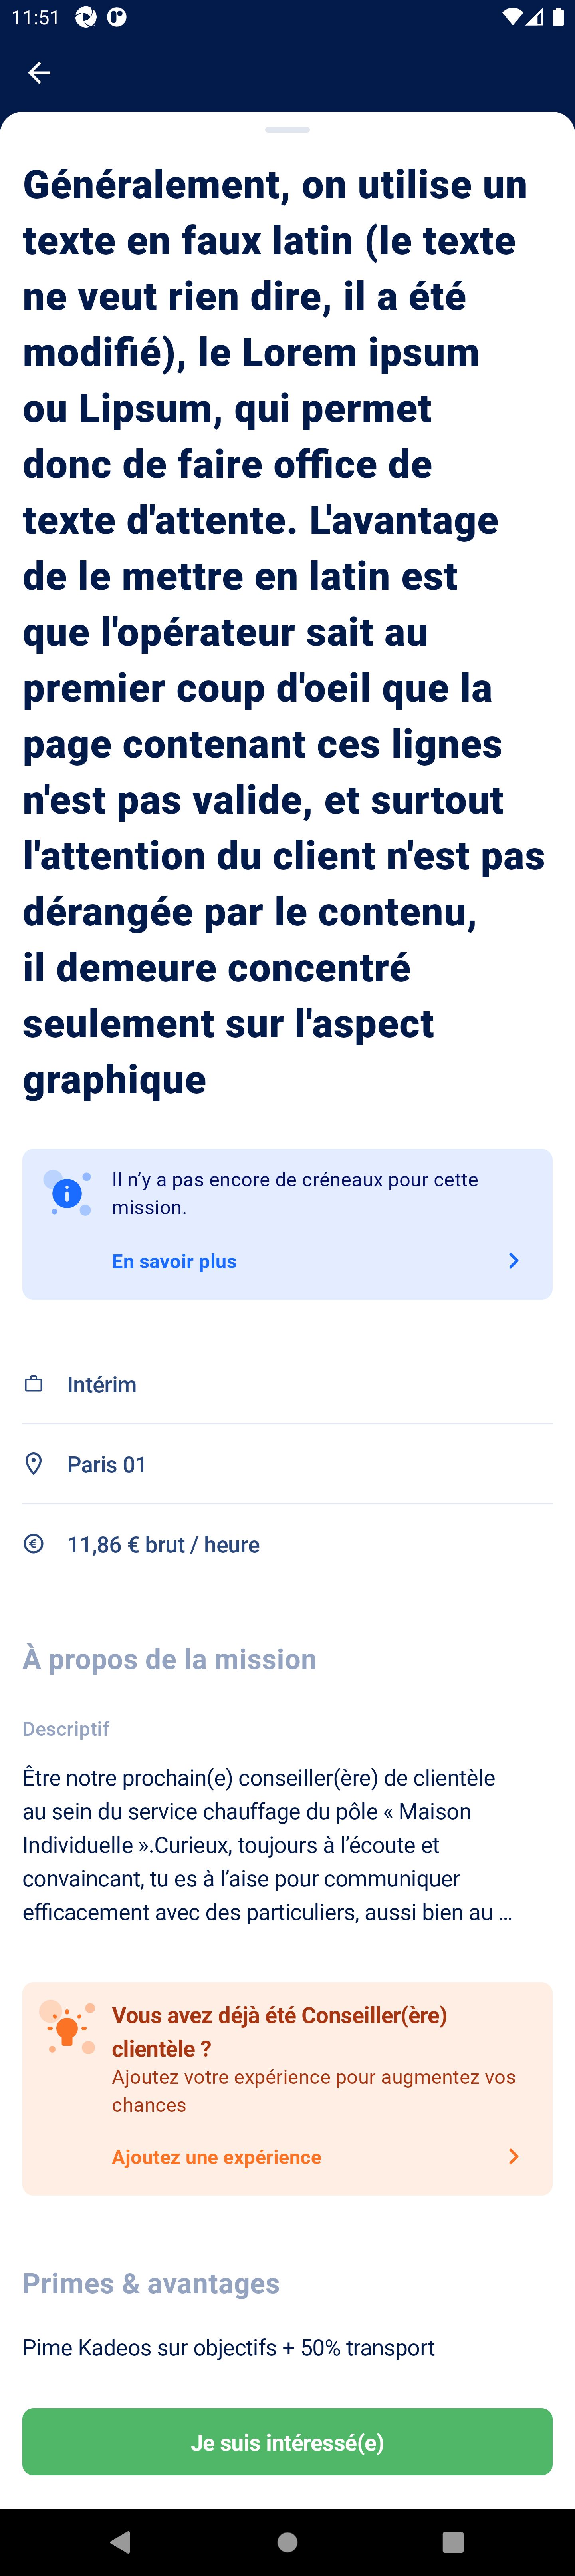 11:51
Généralement, on utilise un
texte en faux latin (le texte
ne veut rien dire, il a été
modifié), le Lorem ipsum
ou Lipsum, qui permet
donc de faire office de
texte d'attente. L'avantage
de le mettre en latin est
que l'opérateur sait au
premier coup d'oeil que la
page contenant ces lignes
n'est pas valide, et surtout
l'attention du client n'est pas
dérangée par le contenu,
il demeure concentré
seulement sur l'aspect
graphique
Il n’y a pas encore de créneaux pour cette
mission.
En savoir plus
Intérim
Paris 01
11,86 € brut / heure
À propos de la mission
Descriptif
Être notre prochain(e) conseiller(ère) de clientèle
au sein du service chauffage du pôle « Maison
Individuelle ».Curieux, toujours à l’écoute et
convaincant, tu es à l’aise pour communiquer
efficacement avec des particuliers, aussi bien au ...
Vous avez déjà été Conseiller(ère)
clientèle ?
Ajoutez votre expérience pour augmentez vos
chances
Ajoutez une expérience
Primes & avantages
Pime Kadeos sur objectifs + 50% transport
Je suis intéressé(e)